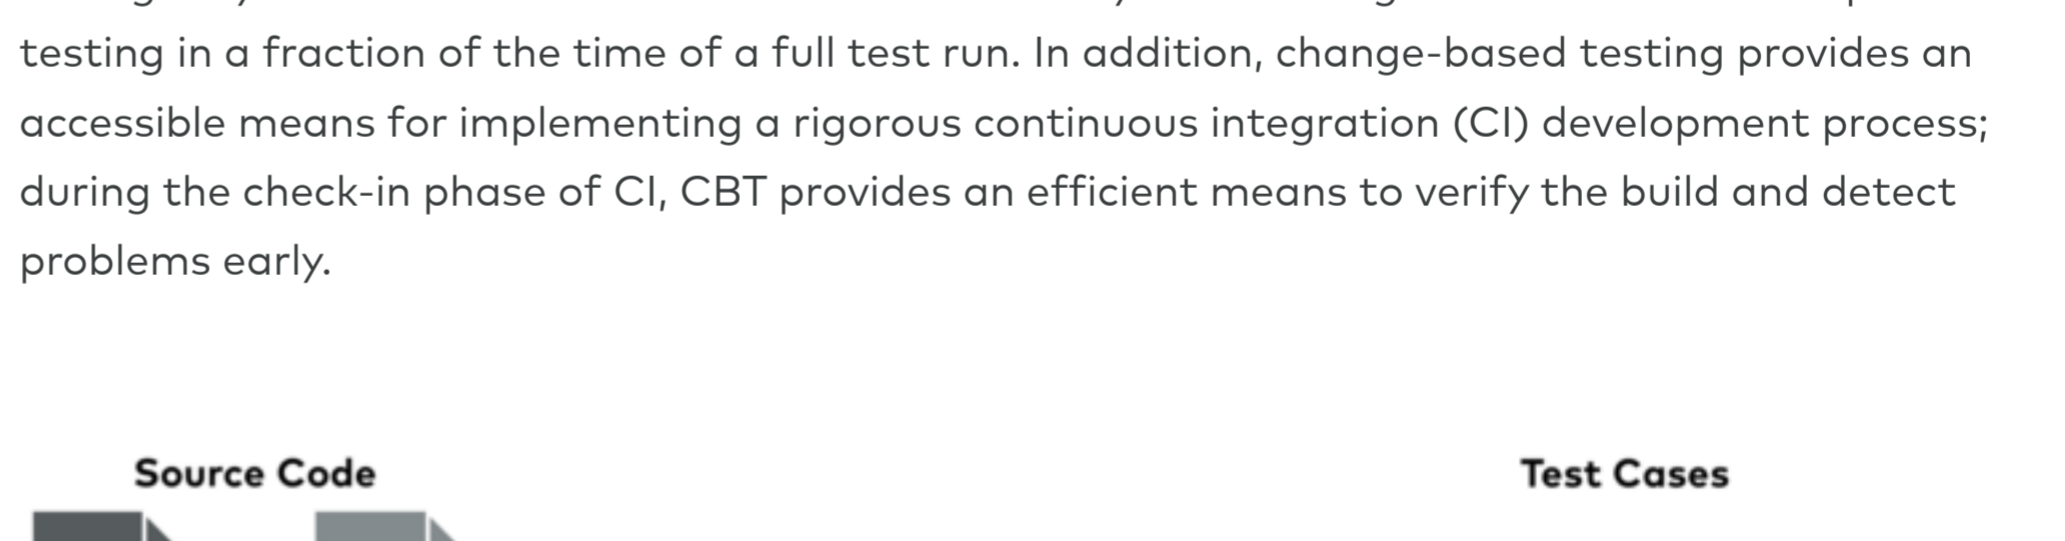 testing in a fraction of the time of a full test run. In addition, change-based testing provides an
accessible means for implementing a rigorous continuous integration (CI) development process;
during the check-in phase of CI, CBT provides an efficient means to verify the build and detect
problems early.
Source Code
Test Cases